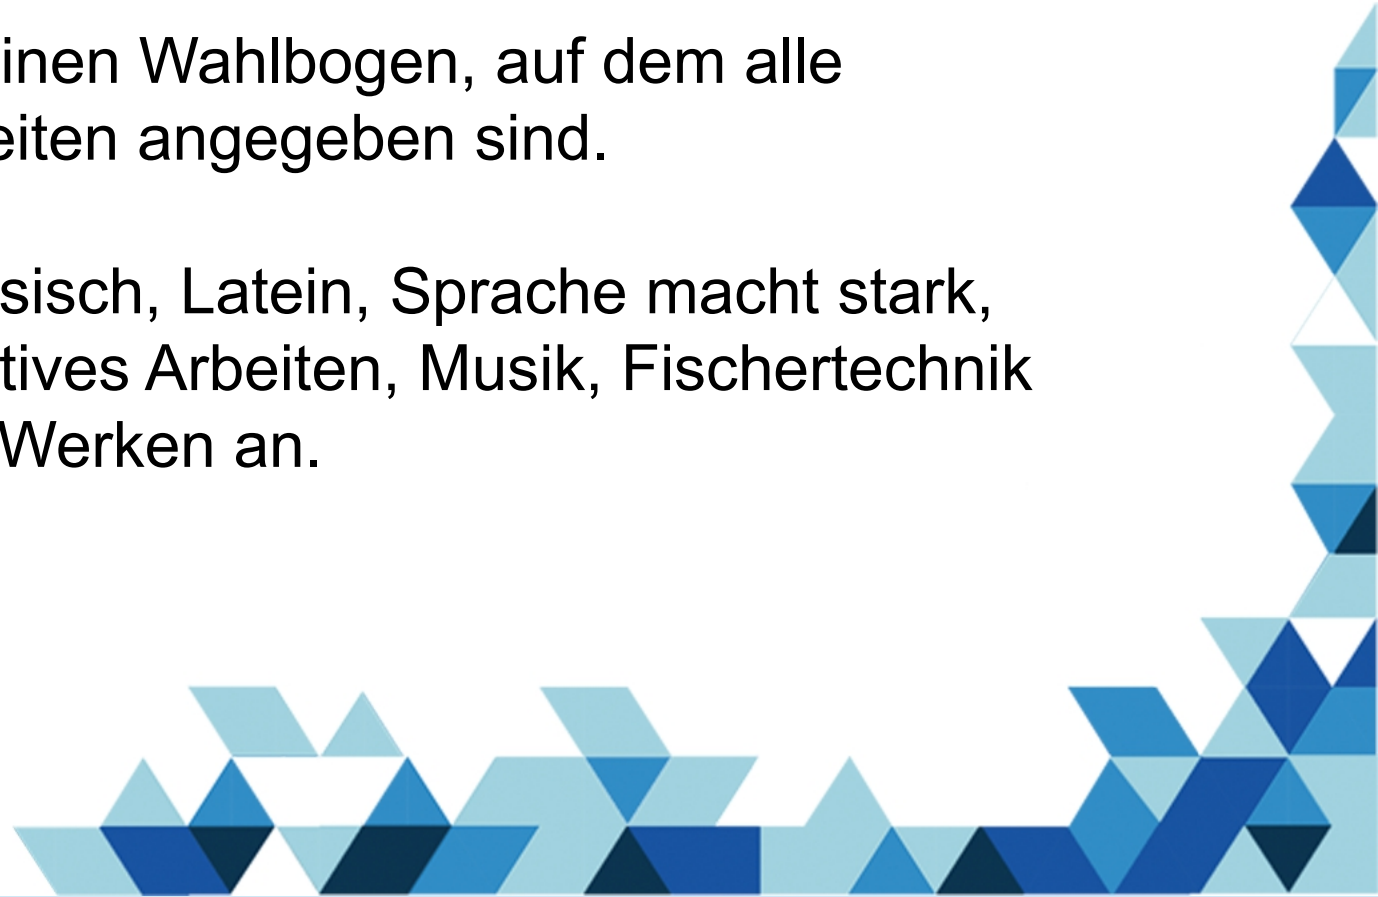 inen Wahlbogen, auf dem alle
eiten angegeben sind.
sisch, Latein, Sprache macht stark,
tives Arbeiten, Musik, Fischertechnik
Werken an.